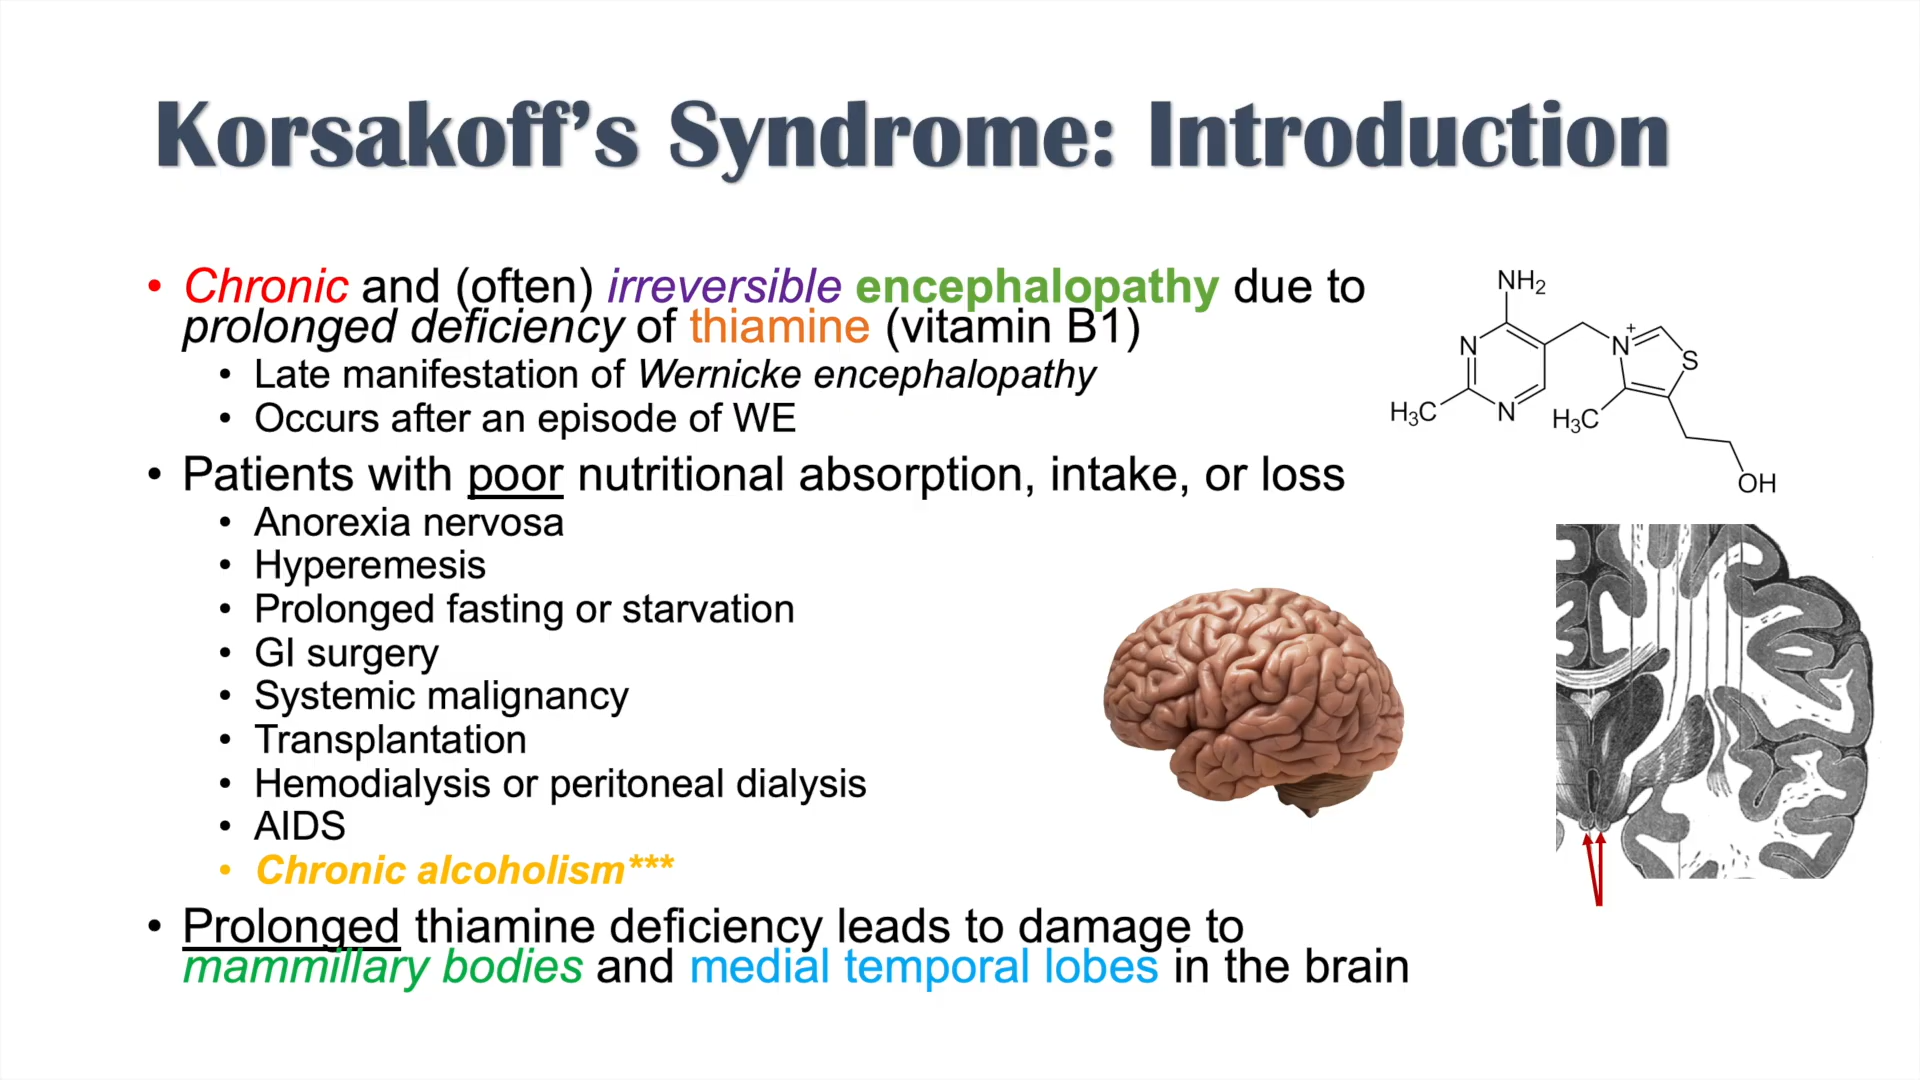 Korsakoff’s Syndrome: Introduction
• Chronic and (often) irreversible encephalopathy due to
prolonged deficiency of thiamine (vitamin B1)
• Late manifestation of Wernicke encephalopathy
• Occurs after an episode of WE
• Patients with poor nutritional absorption, intake, or loss
• Anorexia nervosa
• Hyperemesis
• Prolonged fasting or starvation
• GI surgery
• Systemic malignancy
• Transplantation
• Hemodialysis or peritoneal dialysis
• AIDS
• Chronic alcoholism***
• Prolonged thiamine deficiency leads to damage to
mammillary bodies and medial temporal lobes in the brain
NH₂
N
N
+
S
H₃C
N
H₃C
OH